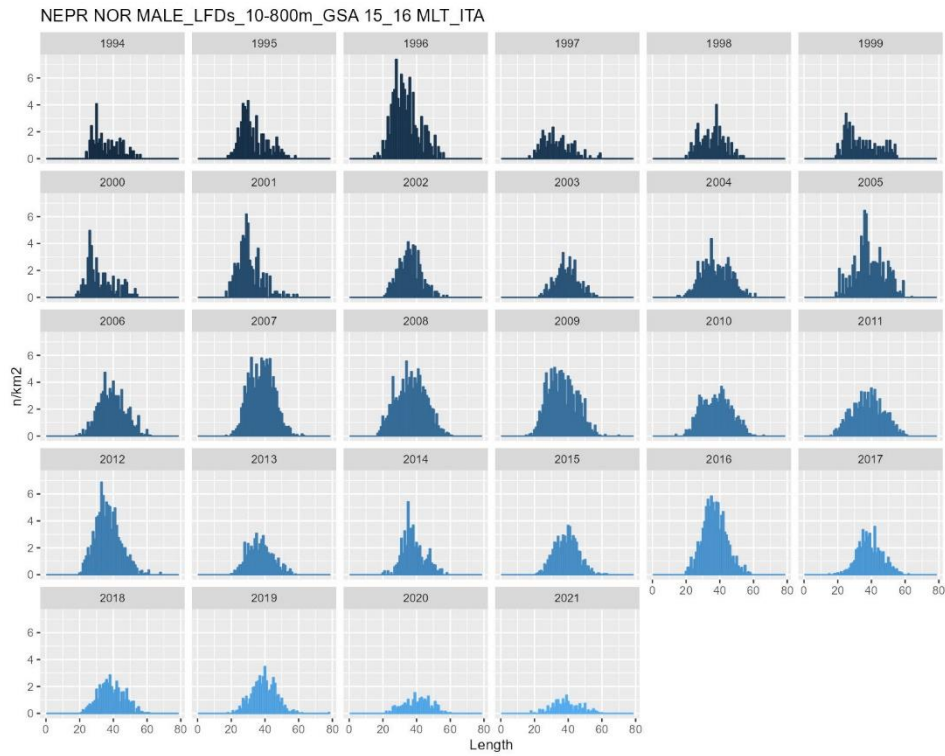 NEPR NOR MALE_LFDs_10-800m_GSA 15_16 MLT_ITA
1994 1995 1996 1997 1998 1999
6
4
2
0
2000 2001 2002 2003 2004 2005
6
4
2
0
2006 2007 2008 2009 2010 2011
n/km2
6
4
2
0
2012 2013 2014 2015 2016 2017
6
4
2
0
0 20 40 60 80 0 20 40 60 80
2018 2019 2020 2021
6
4
2
0
0 20 40 60 80 0 20 40 60 80 0 20 40 60 80 0 20 40 60 80
Length